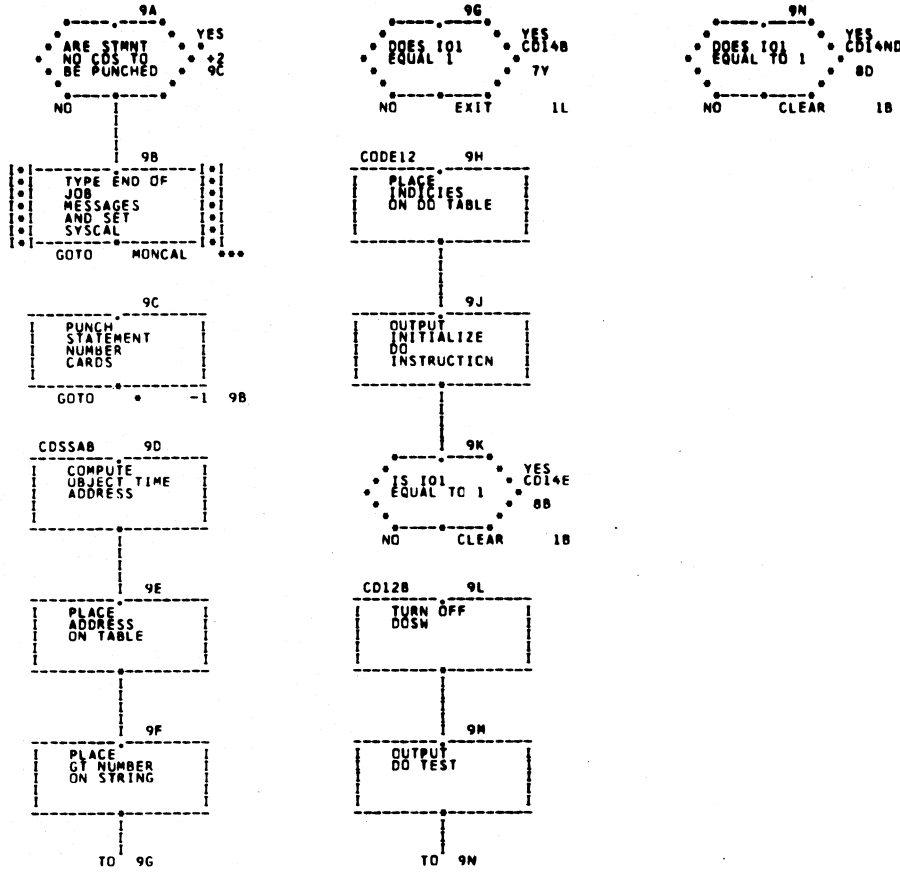 9A
ARE STMNT
NO CDS TO
BE PUNCHED
YES
+2
9C
NO
9B
TYPE END OF
JOB
MESSAGES
AND SET
SYSCAL
GOTO MONCAL ***
9C
PUNCH
STATEMENT
NUMBER
CARDS
GOTO * -1 9B
CDSSAB 9D
COMPUTE
OBJECT TIME
ADDRESS
9E
PLACE
ADDRESS
ON TABLE
9F
PLACE
GT NUMBER
ON STRING
TO 9G
9G
DOES IO1
EQUAL 1
YES
CD14B
7Y
NO EXIT 1L
CODE12 9H
PLACE
INDICIES
ON DO TABLE
9J
OUTPUT
INITIALIZE
DO
INSTRUCTION
9K
IS IO1
EQUAL TO 1
YES
CD14E
8B
NO CLEAR 1B
CD12B 9L
TURN OFF
DOSW
9M
OUTPUT
DO TEST
TO 9N
9N
DOES IO1
EQUAL TO 1
YES
CD14ND
8D
NO CLEAR 1B